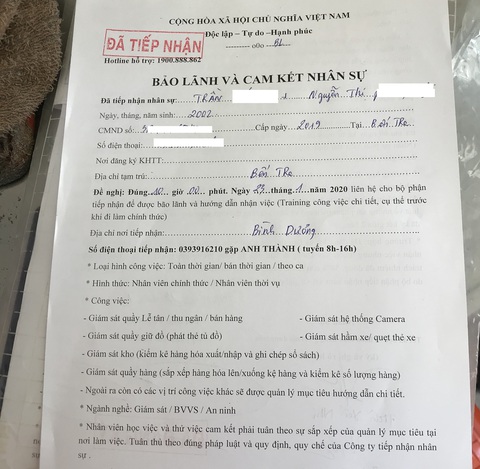 CỘNG HÒA XÃ HỘI CHỦ NGHĨA VIỆT NAM
Độc lập – Tự do –Hạnh phúc
ĐÃ TIẾP NHẬN
---------- o0o BL
Hotline hỗ trợ: 1900.888.862
BẢO LÃNH VÀ CAM KẾT NHÂN SỰ
Đã tiếp nhận nhân sự: TRẦN Nguyễn Thị
Ngày, tháng, năm sinh: 2002
CMND số: Cấp ngày 2019 Tại Bến TRe
Số điện thoại:
Nơi đăng ký KHTT:
Địa chỉ tạm trú: Bến TRe
Đề nghị: Đúng 10 giờ 00 phút. Ngày 23 tháng 1 năm 2020 liên hệ cho bộ phận
tiếp nhận để được bảo lãnh và hướng dẫn nhận việc (Training công việc chi tiết, cụ thể trước
khi đi làm chính thức)
Địa chỉ nơi tiếp nhận: Bình Dương
Số điện thoại tiếp nhận: 0393916210 gặp ANH THÀNH ( tuyển 8h-16h)
* Loại hình công việc: Toàn thời gian/ bán thời gian / theo ca
* Hình thức: Nhân viên chính thức / Nhân viên thời vụ
* Công việc:
- Giám sát quầy Lễ tân / thu ngân / bán hàng - Giám sát hệ thống Camera
- Giám sát quầy giữ đồ (phát thẻ tủ đồ) - Giám sát hầm xe/ quẹt thẻ xe
- Giám sát kho (kiểm kê hàng hóa xuất/nhập và ghi chép sổ sách)
- Giám sát quầy hàng (sắp xếp hàng hóa lên/xuống kệ hàng và kiểm kê số lượng hàng)
- Ngoài ra còn có các vị trí công việc khác sẽ được quản lý mục tiêu hướng dẫn chi tiết.
* Ngành nghề: Giám sát / BVVS / An ninh
* Nhân viên học việc và thử việc cam kết phải tuân theo sự sắp xếp của quản lý mục tiêu tại
nơi làm việc. Tuân thủ theo đúng pháp luật và quy định, quy chế của Công ty tiếp nhận nhân
sự .